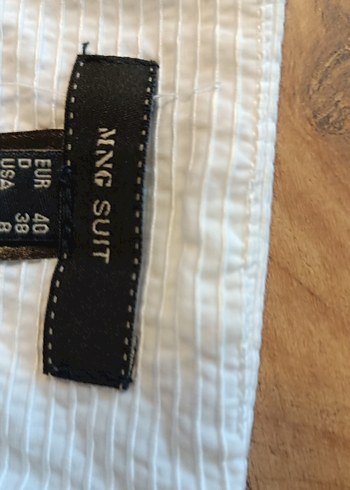 MNG SUIT
EUR 40
D 38
USA 8